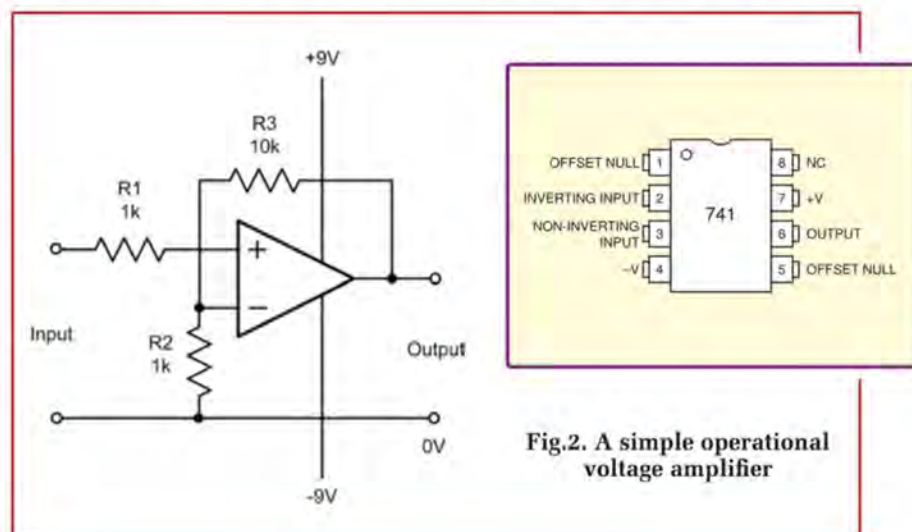 +9V
R3
10k
R1
1k
+
−
Input
R2
1k
Output
0V
-9V
OFFSET NULL 1
INVERTING INPUT 2
NON-INVERTING
INPUT 3
–V 4
741
8 NC
7 +V
6 OUTPUT
5 OFFSET NULL
Fig.2. A simple operational
voltage amplifier